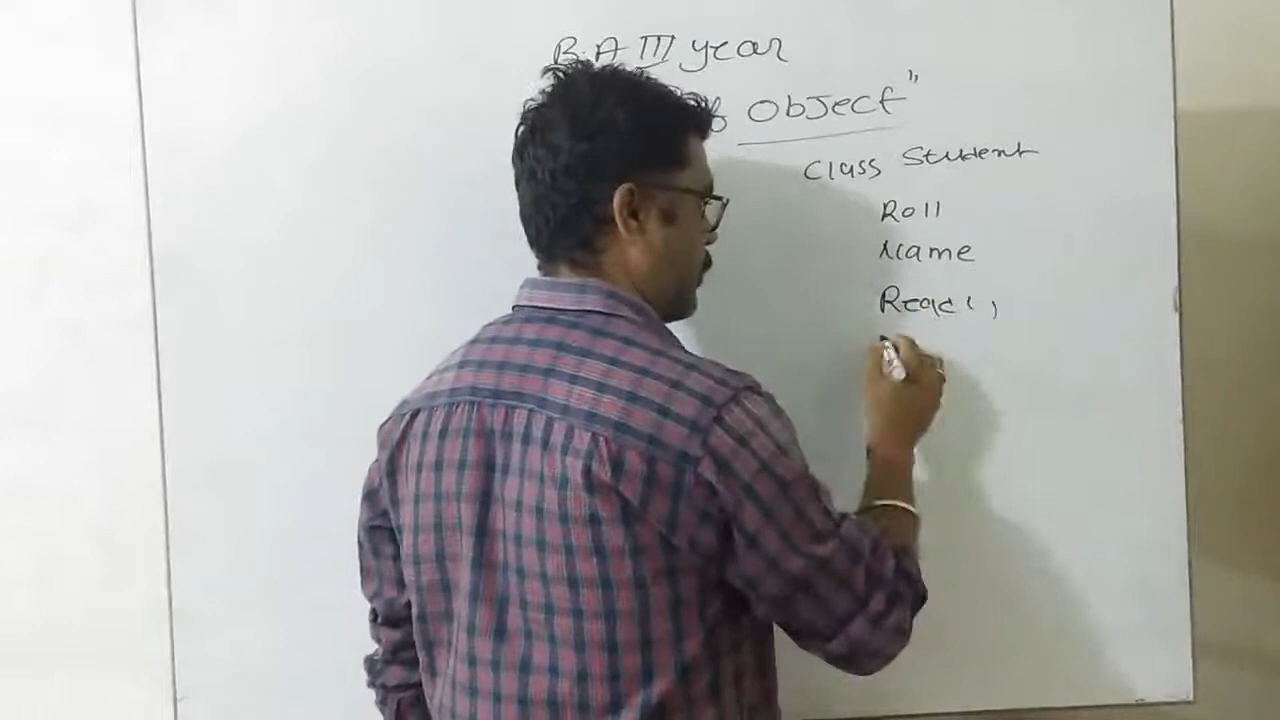 B.A III year
Object"
Class Student
Roll
Name
Read()